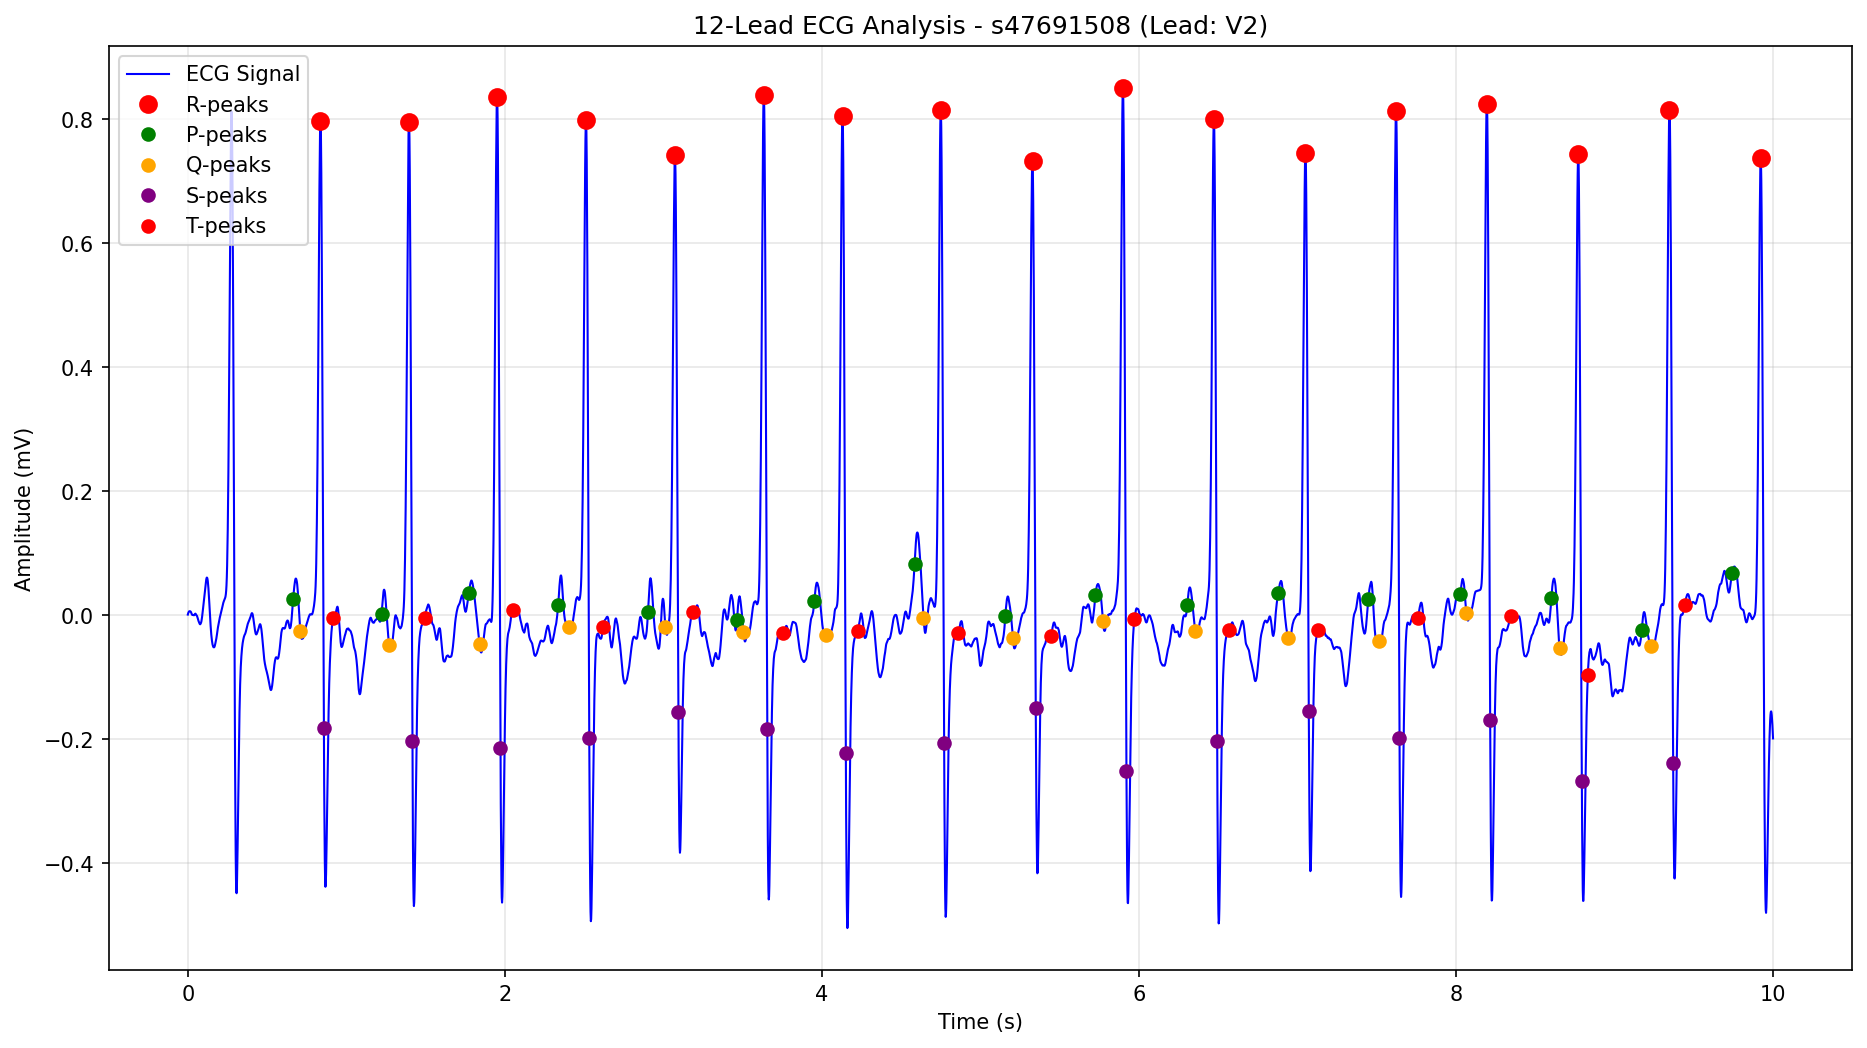 12-Lead ECG Analysis - s47691508 (Lead: V2)
ECG Signal
R-peaks
P-peaks
Q-peaks
S-peaks
T-peaks
Amplitude (mV)
0.8
0.6
0.4
0.2
0.0
−0.2
−0.4
0 2 4 6 8 10
Time (s)